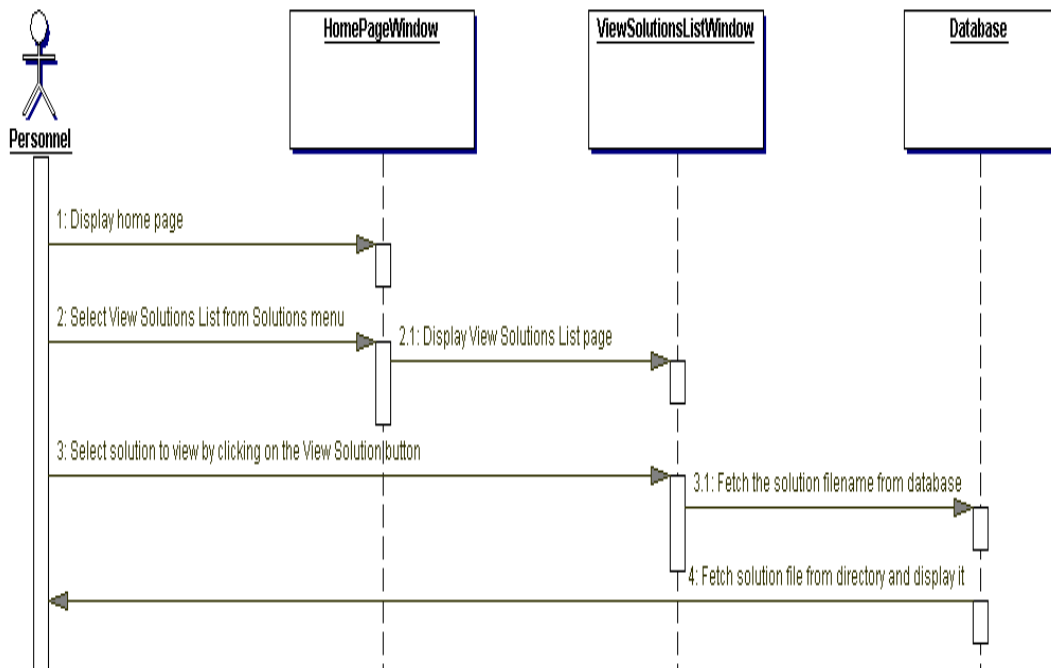 HomePageWindow
ViewSolutionsListWindow
Database
Personnel
1: Display home page
2: Select View Solutions List from Solutions menu
2.1: Display View Solutions List page
3: Select solution to view by clicking on the View Solution button
3.1: Fetch the solution filename from database
4: Fetch solution file from directory and display it